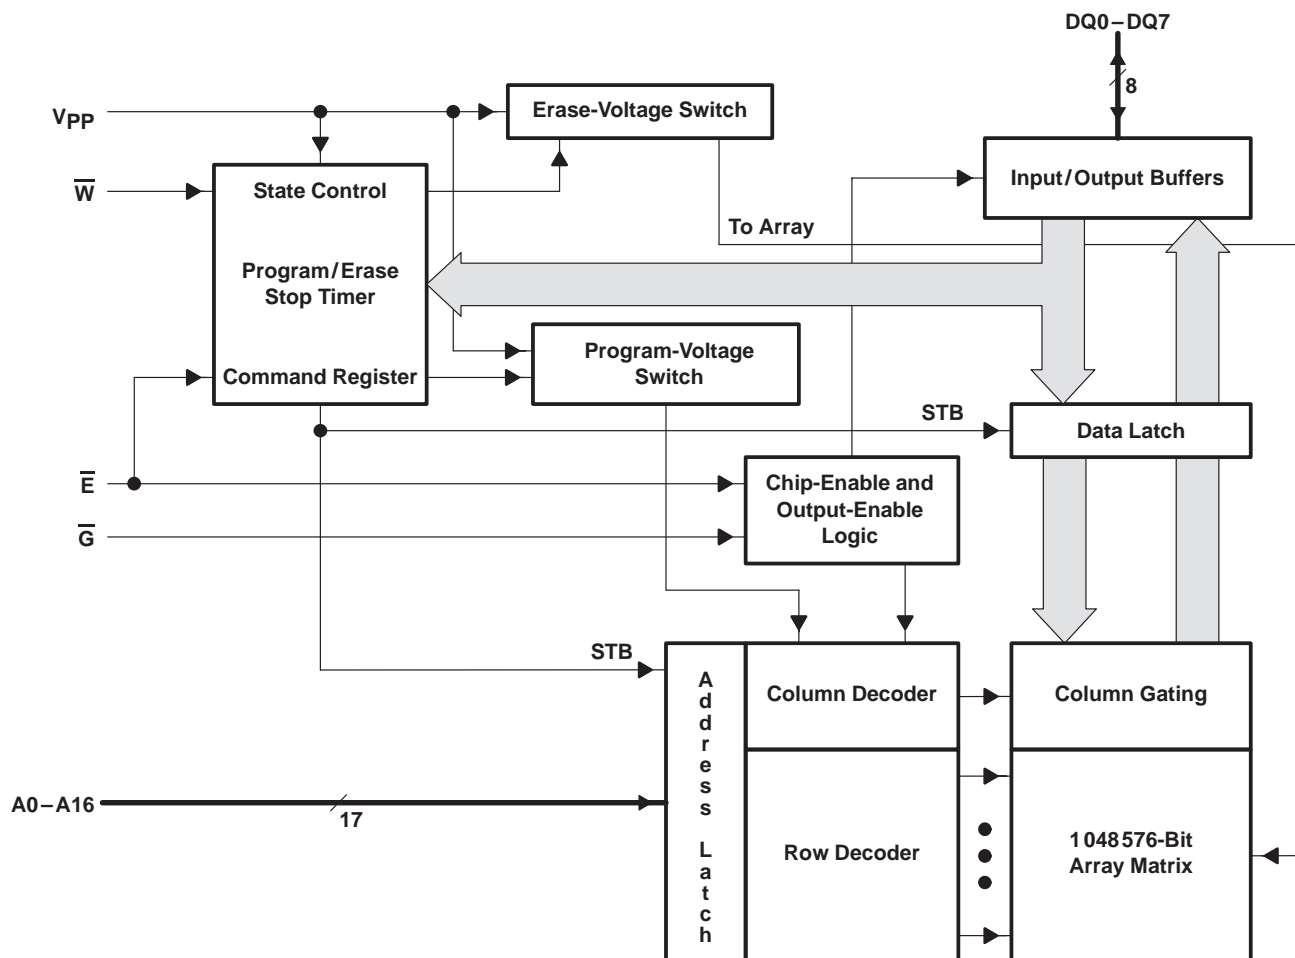 DQ0–DQ7
8
VPP
Erase-Voltage Switch
W̅
State Control
Input/Output Buffers
To Array
Program/Erase
Stop Timer
Program-Voltage
Switch
Command Register
STB
Data Latch
E̅
Chip-Enable and
Output-Enable
Logic
G̅
STB
Address Latch
Column Decoder
Column Gating
A0–A16
17
Row Decoder
1048576-Bit
Array Matrix